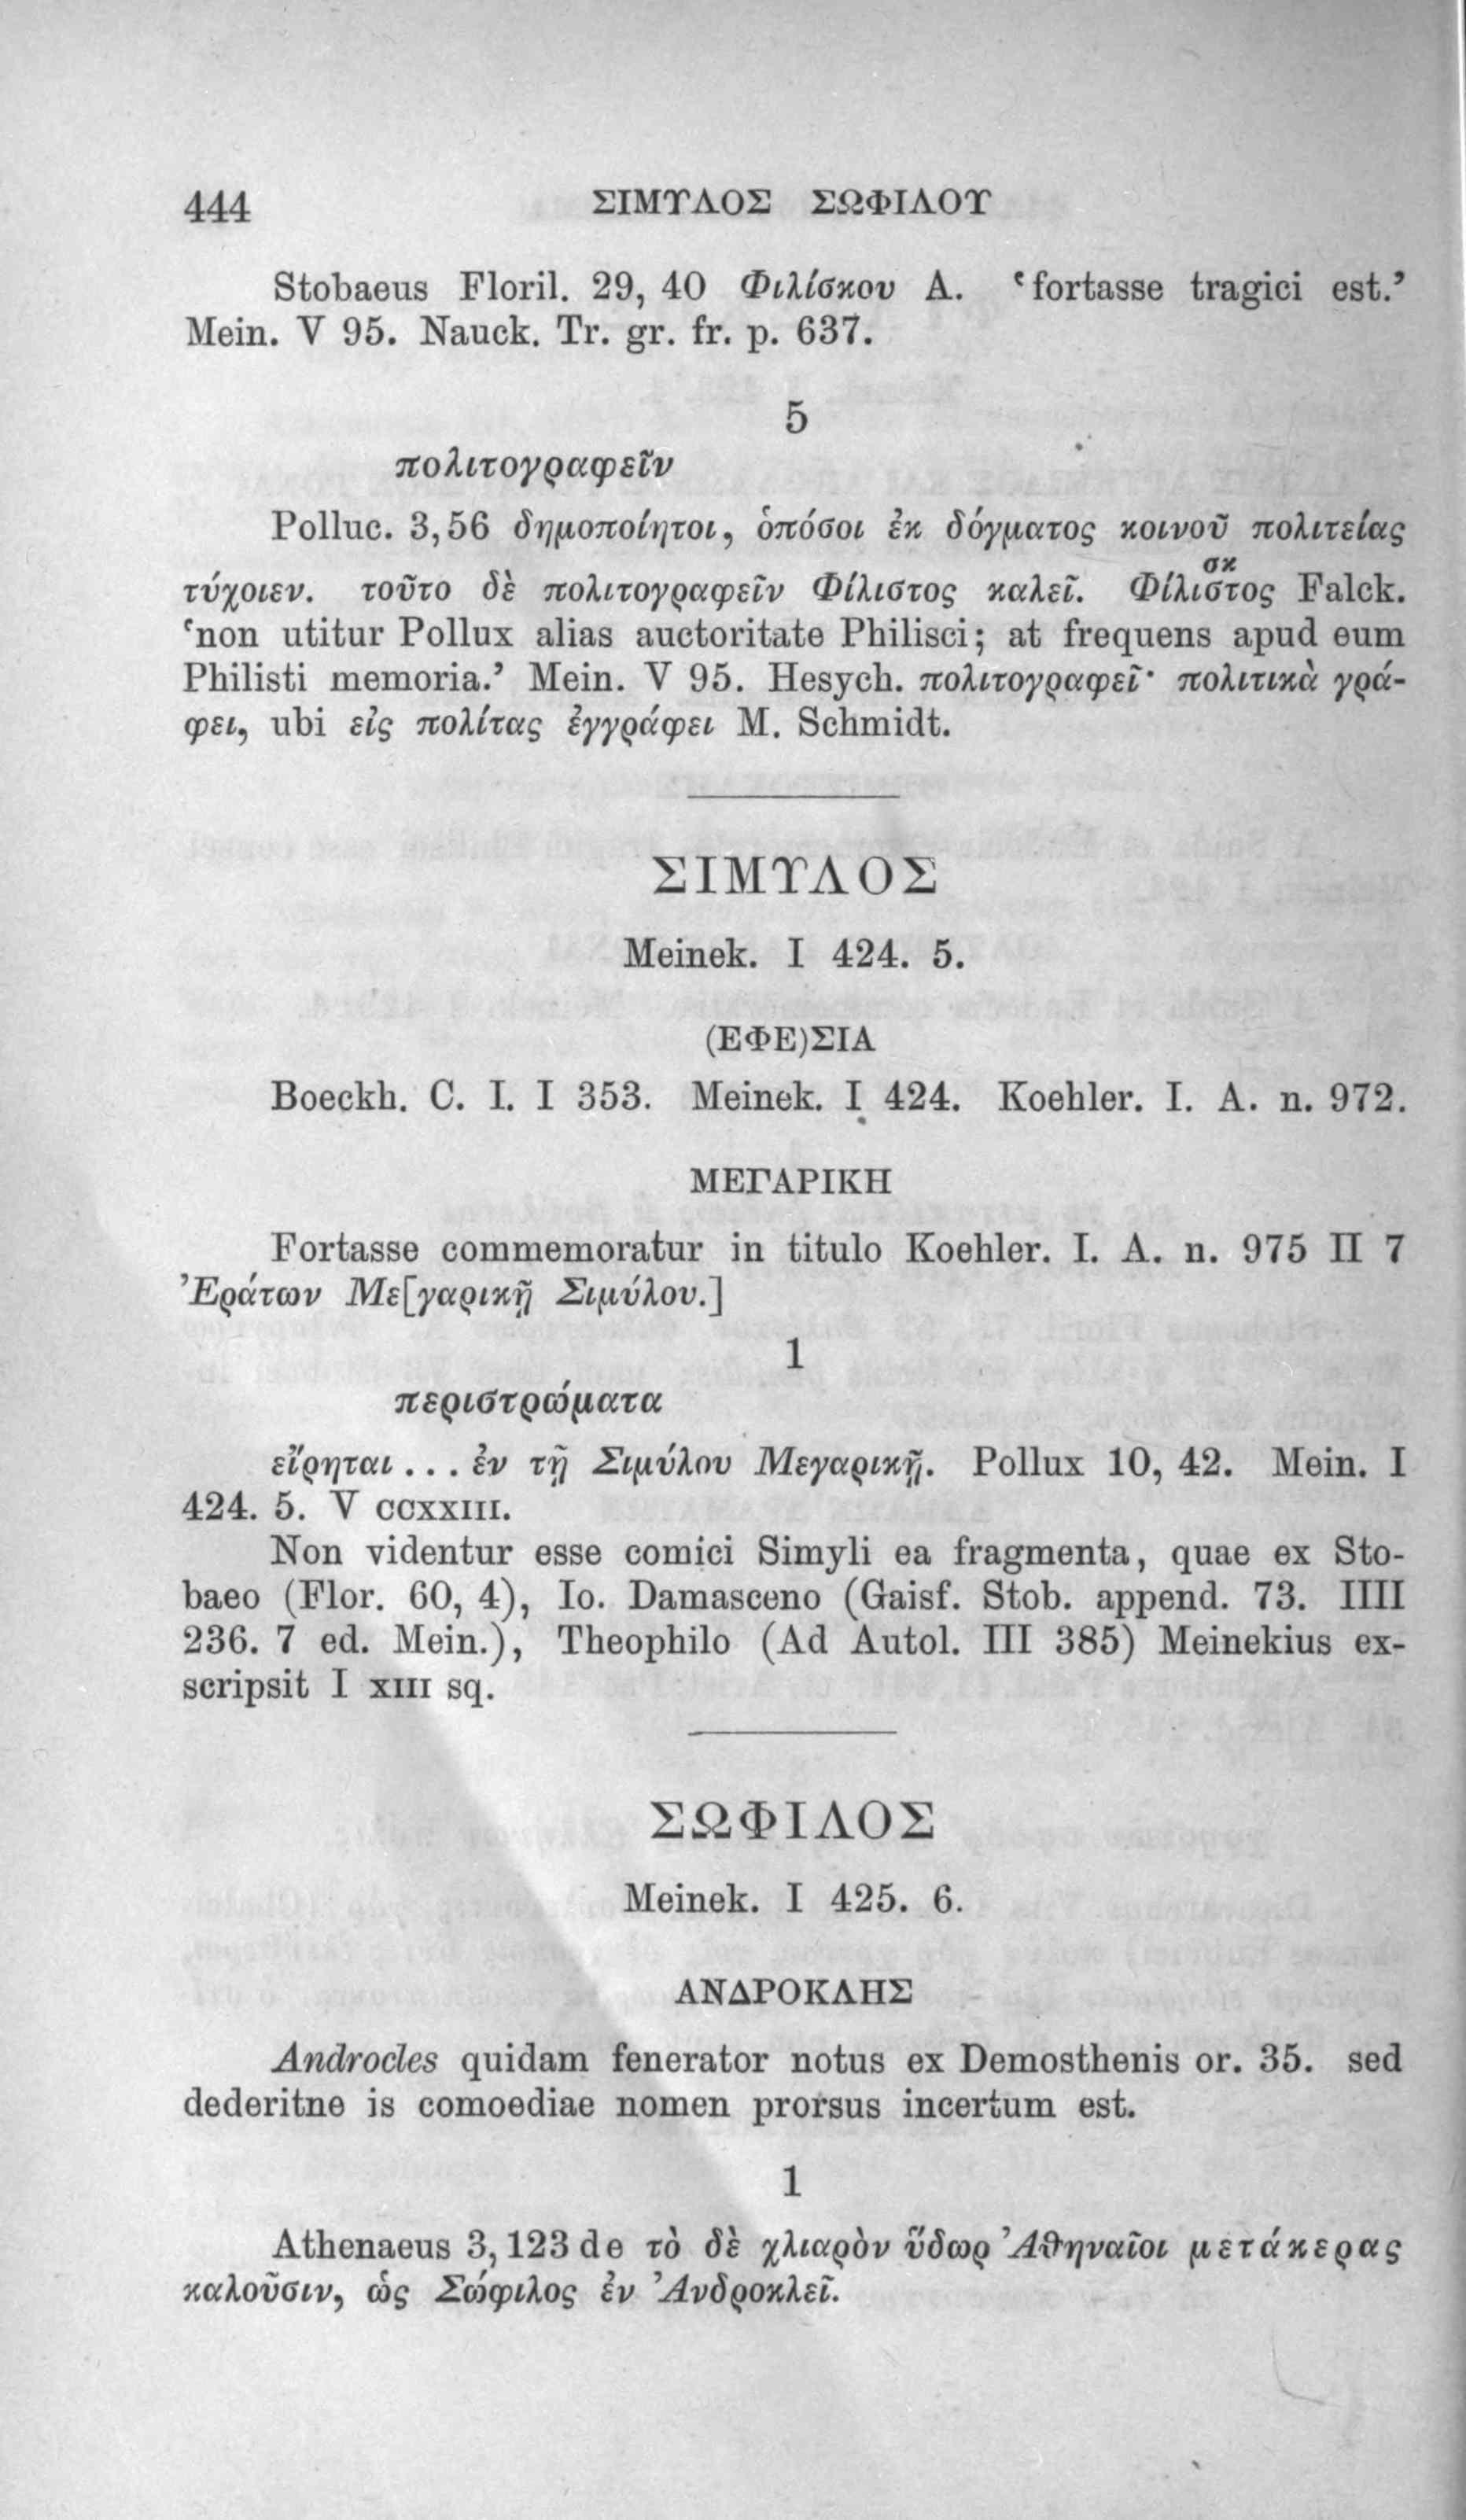 444 ΣΙΜΥΛΟΣ ΣΩΦΙΛΟΥ
Stobaeus Floril. 29, 40 Φιλίσκου A. ‘fortasse tragici est.’
Mein. V 95. Nauck. Tr. gr. fr. p. 637.
5
πολιτογραφεῖν
Polluc. 3,56 δημοποίητοι, ὁπόσοι ἐκ δόγματος κοινοῦ πολιτείας
σκ
τύχοιεν. τοῦτο δὲ πολιτογραφεῖν Φίλιστος καλεῖ. Φίλιστος Falck.
‘non utitur Pollux alias auctoritate Philisci; at frequens apud eum
Philisti memoria.’ Mein. V 95. Hesych. πολιτογραφεῖ· πολιτικὰ γρά-
φει, ubi εἰς πολίτας ἐγγράφει M. Schmidt.
ΣΙΜΥΛΟΣ
Meinek. I 424. 5.
(ΕΦΕ)ΣΙΑ
Boeckh. C. I. I 353. Meinek. I 424. Koehler. I. A. n. 972.
ΜΕΓΑΡΙΚΗ
Fortasse commemoratur in titulo Koehler. I. A. n. 975 II 7
Ἐράτων Με[γαρικῇ Σιμύλου.]
1
περιστρώματα
εἴρηται . . . ἐν τῇ Σιμύλου Μεγαρικῇ. Pollux 10, 42. Mein. I
424. 5. V CCXXIII.
Non videntur esse comici Simyli ea fragmenta, quae ex Sto-
baeo (Flor. 60, 4), Io. Damasceno (Gaisf. Stob. append. 73. IIII
236. 7 ed. Mein.), Theophilo (Ad Autol. III 385) Meinekius ex-
scripsit I XIII sq.
ΣΩΦΙΛΟΣ
Meinek. I 425. 6.
ΑΝΔΡΟΚΛΗΣ
Androcles quidam fenerator notus ex Demosthenis or. 35. sed
dederitne is comoediae nomen prorsus incertum est.
1
Athenaeus 3, 123 de τὸ δὲ χλιαρὸν ὕδωρ Ἀθηναῖοι μετάκερας
καλοῦσιν, ὡς Σώφιλος ἐν Ἀνδροκλεῖ.